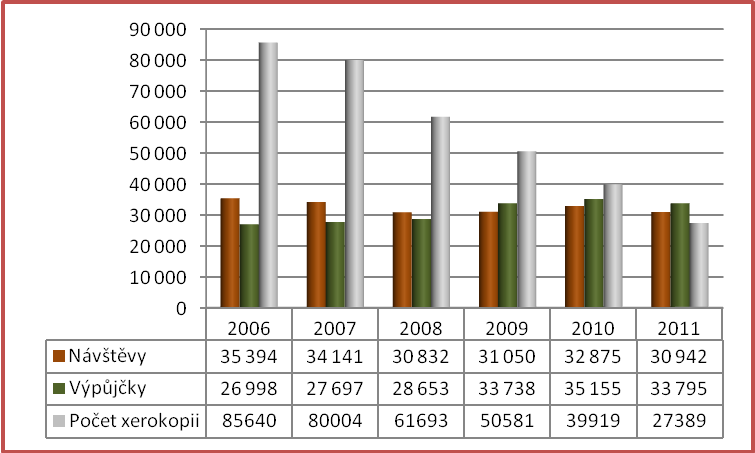 90 000
80 000
70 000
60 000
50 000
40 000
30 000
20 000
10 000
0
2006 2007 2008 2009 2010 2011
Návštěvy 35 394 34 141 30 832 31 050 32 875 30 942
Výpůjčky 26 998 27 697 28 653 33 738 35 155 33 795
Počet xerokopii 85640 80004 61693 50581 39919 27389